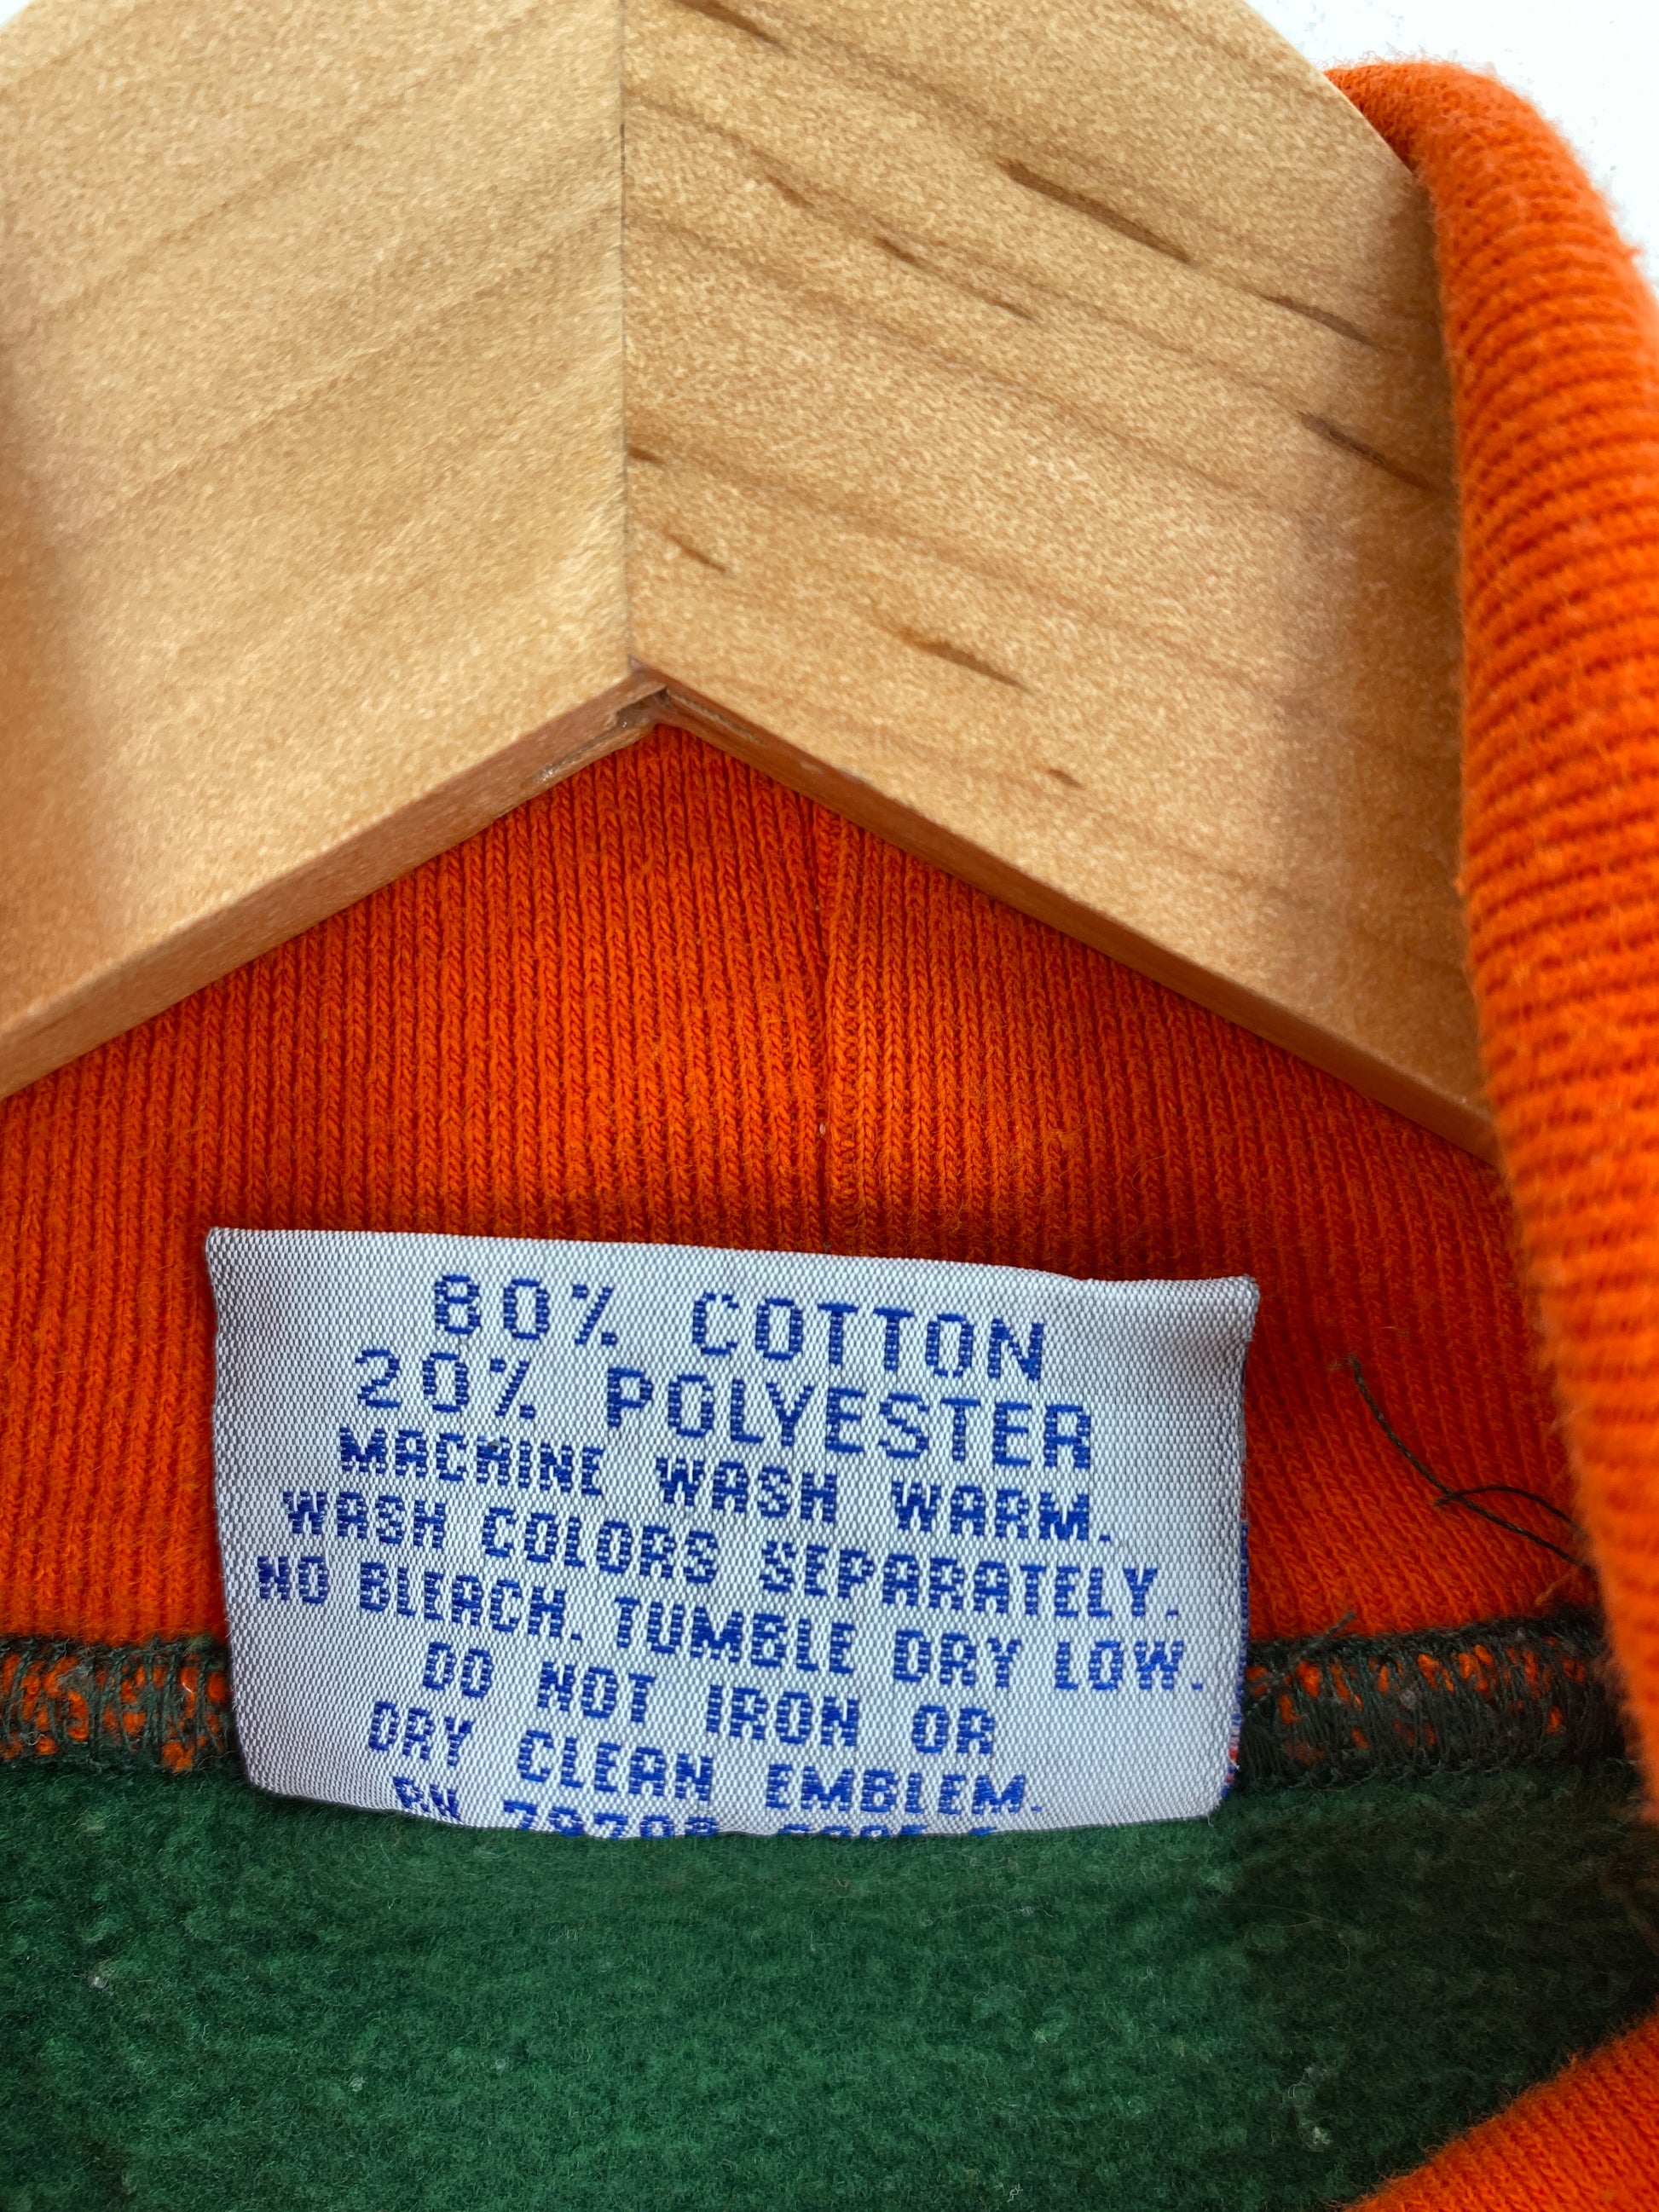 80% COTTON
20% POLYESTER
MACHINE WASH WARM.
WASH COLORS SEPARATELY.
NO BLEACH. TUMBLE DRY LOW.
DO NOT IRON OR
DRY CLEAN EMBLEM.
RN